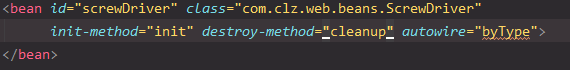 <bean id="screwDriver" class="com.clz.web.beans.ScrewDriver"
init-method="init" destroy-method="cleanup" autowire="byType">
</bean>